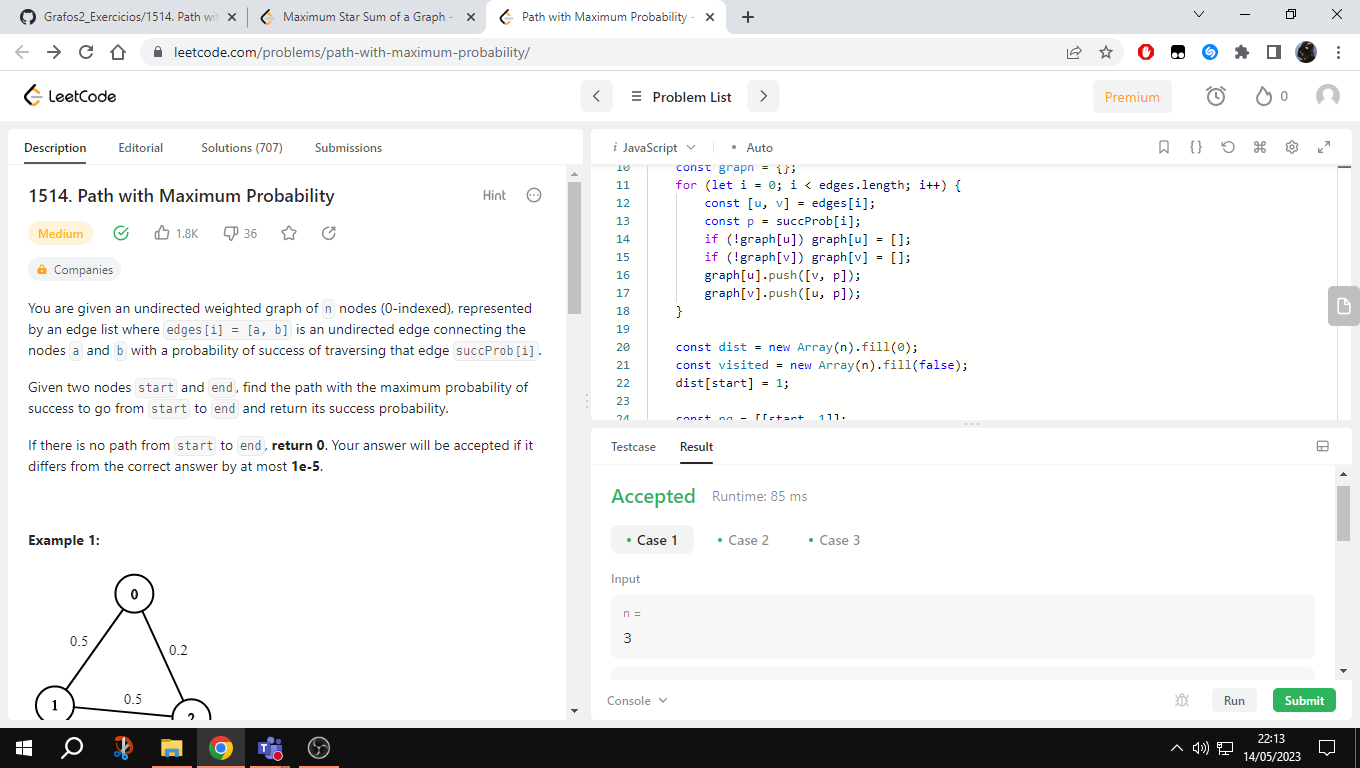 Grafos2_Exercicios/1514. Path wit
Maximum Star Sum of a Graph -
Path with Maximum Probability -
leetcode.com/problems/path-with-maximum-probability/
LeetCode
Problem List
Premium
0
Description
Editorial
Solutions (707)
Submissions
1514. Path with Maximum Probability
Hint
Medium
1.8K
36
Companies
You are given an undirected weighted graph of n nodes (0-indexed), represented
by an edge list where edges[i] = [a, b] is an undirected edge connecting the
nodes a and b with a probability of success of traversing that edge succProb[i].
Given two nodes start and end, find the path with the maximum probability of
success to go from start to end and return its success probability.
If there is no path from start to end, return 0. Your answer will be accepted if it
differs from the correct answer by at most 1e-5.
Example 1:
0
0.5
0.2
1
0.5
2
i JavaScript
• Auto
10 const graph = {};
11 for (let i = 0; i < edges.length; i++) {
12 const [u, v] = edges[i];
13 const p = succProb[i];
14 if (!graph[u]) graph[u] = [];
15 if (!graph[v]) graph[v] = [];
16 graph[u].push([v, p]);
17 graph[v].push([u, p]);
18 }
19
20 const dist = new Array(n).fill(0);
21 const visited = new Array(n).fill(false);
22 dist[start] = 1;
23
24 const pq = [[start, 1]];
Testcase
Result
Accepted
Runtime: 85 ms
• Case 1
• Case 2
• Case 3
Input
n =
3
Console
Run
Submit
22:13
14/05/2023